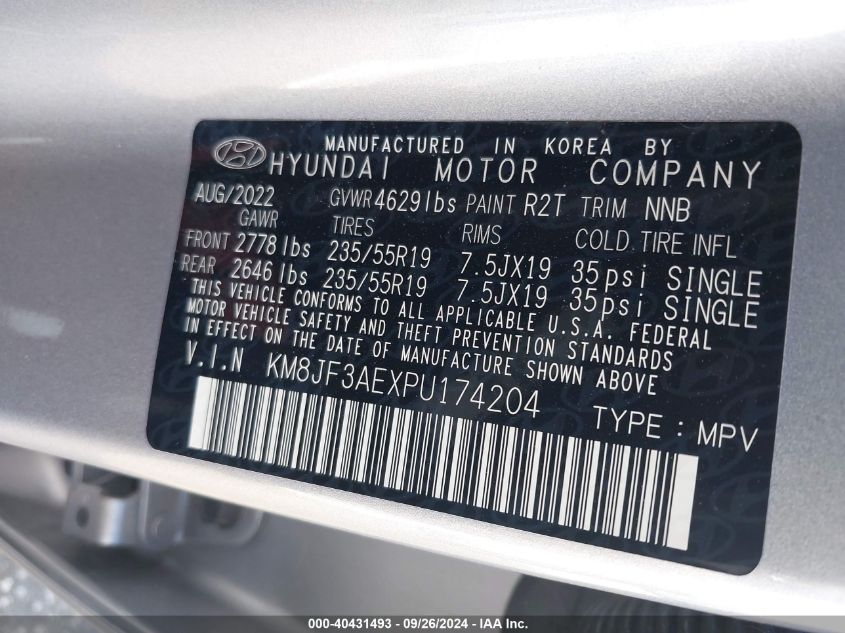 MANUFACTURED IN KOREA BY
HYUNDAI MOTOR COMPANY
AUG/2022 GVWR 4629 lbs PAINT R2T TRIM NNB
GAWR TIRES RIMS COLD TIRE INFL
FRONT 2778 lbs 235/55R19 7.5JX19 35psi SINGLE
REAR 2646 lbs 235/55R19 7.5JX19 35psi SINGLE
THIS VEHICLE CONFORMS TO ALL APPLICABLE U.S.A. FEDERAL
MOTOR VEHICLE SAFETY AND THEFT PREVENTION STANDARDS
IN EFFECT ON THE DATE OF MANUFACTURE SHOWN ABOVE
V.I.N KM8JF3AEXPU174204
TYPE : MPV
000-40431493 - 09/26/2024 - IAA Inc.